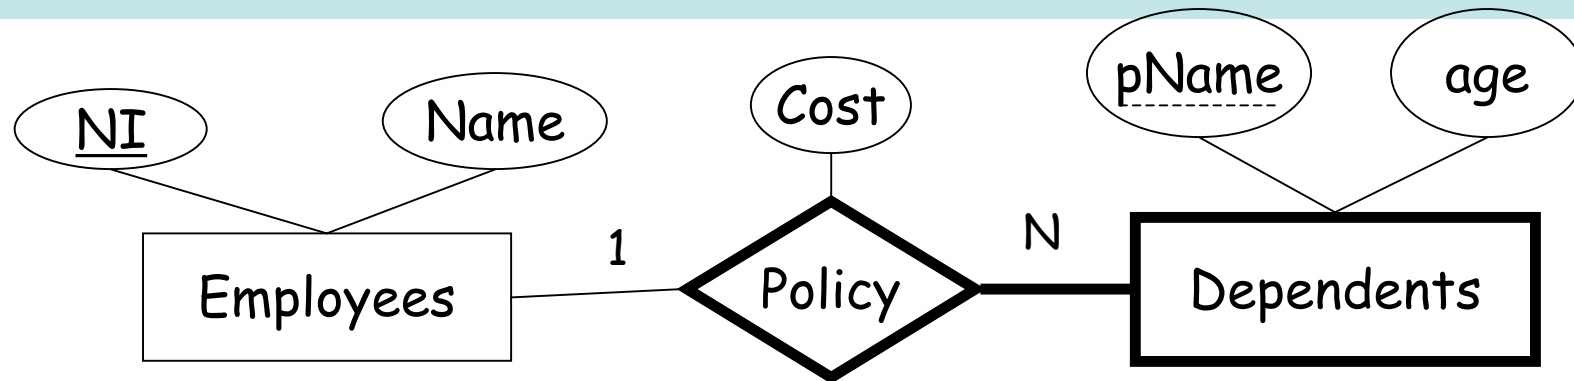 NI
Name
Cost
pName
age
Employees
1
Policy
N
Dependents